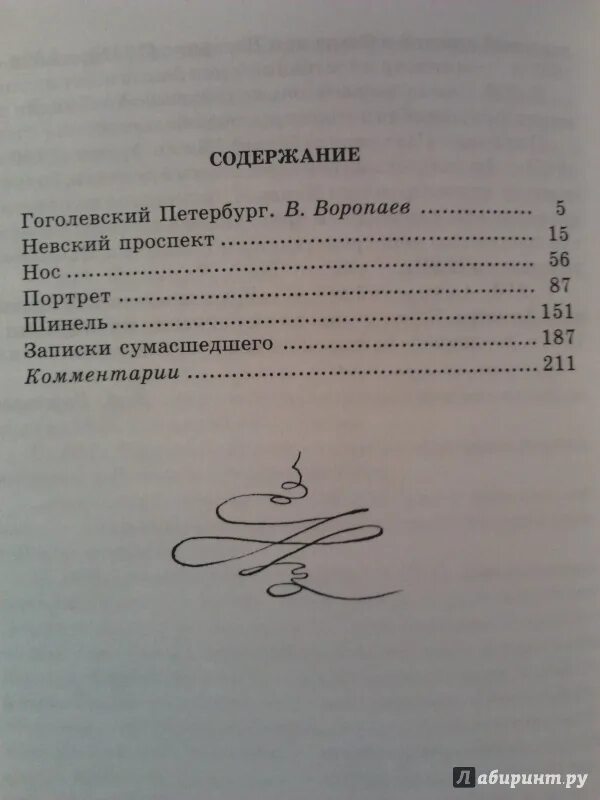 СОДЕРЖАНИЕ
Гоголевский Петербург. В. Воропаев ................ 5
Невский проспект ............................................. 15
Нос ..................................................................... 56
Портрет ............................................................. 87
Шинель .............................................................. 151
Записки сумасшедшего .................................... 187
Комментарии ................................................... 211
Лабиринт.ру